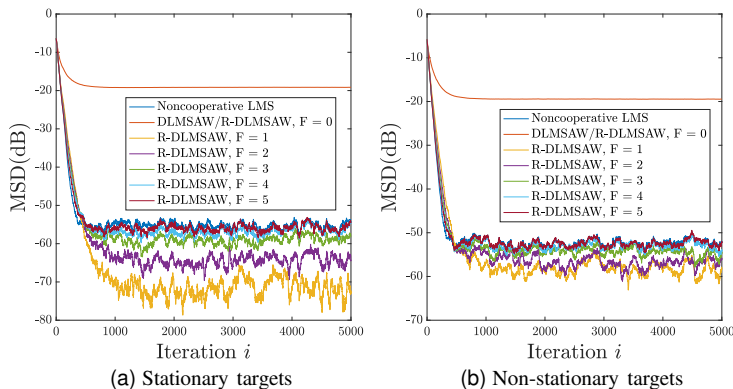 MSD(dB)
0
-10
-20
-30
-40
-50
-60
-70
-80
Noncooperative LMS
DLMSAW/R-DLMSAW, F = 0
R-DLMSAW, F = 1
R-DLMSAW, F = 2
R-DLMSAW, F = 3
R-DLMSAW, F = 4
R-DLMSAW, F = 5
0 1000 2000 3000 4000 5000
Iteration i
(a) Stationary targets
MSD(dB)
0
-10
-20
-30
-40
-50
-60
-70
Noncooperative LMS
DLMSAW/R-DLMSAW, F = 0
R-DLMSAW, F = 1
R-DLMSAW, F = 2
R-DLMSAW, F = 3
R-DLMSAW, F = 4
R-DLMSAW, F = 5
0 1000 2000 3000 4000 5000
Iteration i
(b) Non-stationary targets